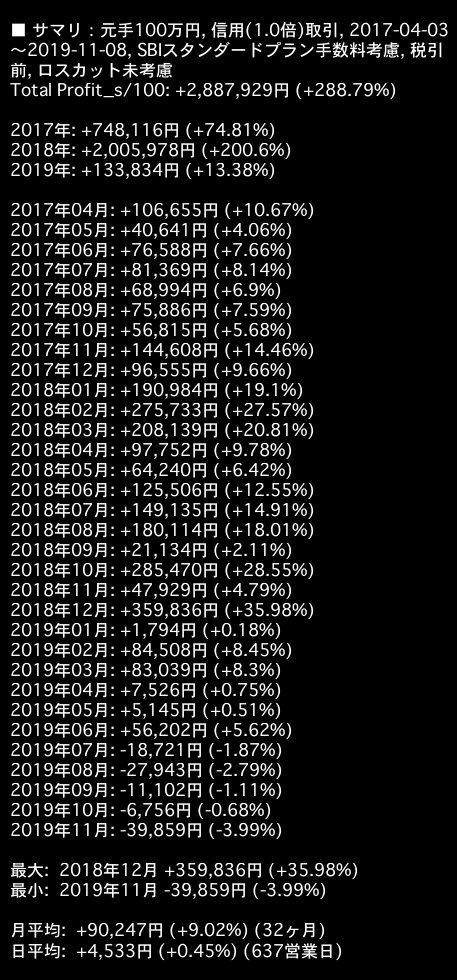 ■ サマリ : 元手100万円, 信用(1.0倍)取引, 2017-04-03
〜2019-11-08, SBIスタンダードプラン手数料考慮, 税引
前, ロスカット未考慮
Total Profit_s/100: +2,887,929円 (+288.79%)
2017年: +748,116円 (+74.81%)
2018年: +2,005,978円 (+200.6%)
2019年: +133,834円 (+13.38%)
2017年04月: +106,655円 (+10.67%)
2017年05月: +40,641円 (+4.06%)
2017年06月: +76,588円 (+7.66%)
2017年07月: +81,369円 (+8.14%)
2017年08月: +68,994円 (+6.9%)
2017年09月: +75,886円 (+7.59%)
2017年10月: +56,815円 (+5.68%)
2017年11月: +144,608円 (+14.46%)
2017年12月: +96,555円 (+9.66%)
2018年01月: +190,984円 (+19.1%)
2018年02月: +275,733円 (+27.57%)
2018年03月: +208,139円 (+20.81%)
2018年04月: +97,752円 (+9.78%)
2018年05月: +64,240円 (+6.42%)
2018年06月: +125,506円 (+12.55%)
2018年07月: +149,135円 (+14.91%)
2018年08月: +180,114円 (+18.01%)
2018年09月: +21,134円 (+2.11%)
2018年10月: +285,470円 (+28.55%)
2018年11月: +47,929円 (+4.79%)
2018年12月: +359,836円 (+35.98%)
2019年01月: +1,794円 (+0.18%)
2019年02月: +84,508円 (+8.45%)
2019年03月: +83,039円 (+8.3%)
2019年04月: +7,526円 (+0.75%)
2019年05月: +5,145円 (+0.51%)
2019年06月: +56,202円 (+5.62%)
2019年07月: -18,721円 (-1.87%)
2019年08月: -27,943円 (-2.79%)
2019年09月: -11,102円 (-1.11%)
2019年10月: -6,756円 (-0.68%)
2019年11月: -39,859円 (-3.99%)
最大: 2018年12月 +359,836円 (+35.98%)
最小: 2019年11月 -39,859円 (-3.99%)
月平均: +90,247円 (+9.02%) (32ヶ月)
日平均: +4,533円 (+0.45%) (637営業日)